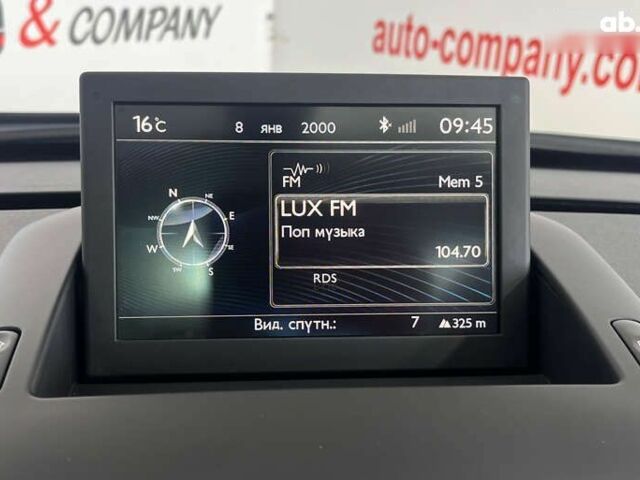 & COMPANY
auto-company.com
ab.
16°C 8 янв 2000 09:45
N
NE
E
SE
S
SW
W
NW
FM Mem 5
LUX FM
Поп музыка
104.70
RDS
Вид. спутн.: 7 325 m